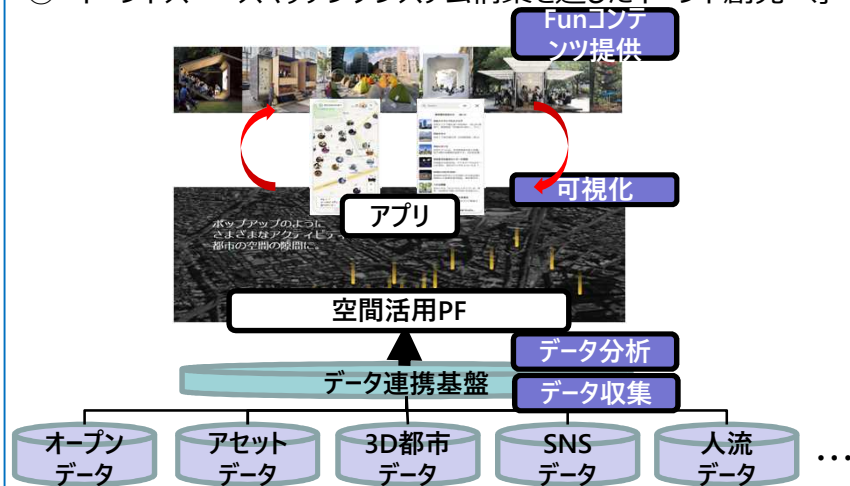 Funコンテ
ンツ提供
可視化
アプリ
ポップアップのように
さまざまなアクティビティ
都市の空間の隙間に。
空間活用PF
データ分析
データ連携基盤
データ収集
オープン
データ
アセット
データ
3D都市
データ
SNS
データ
人流
データ
…